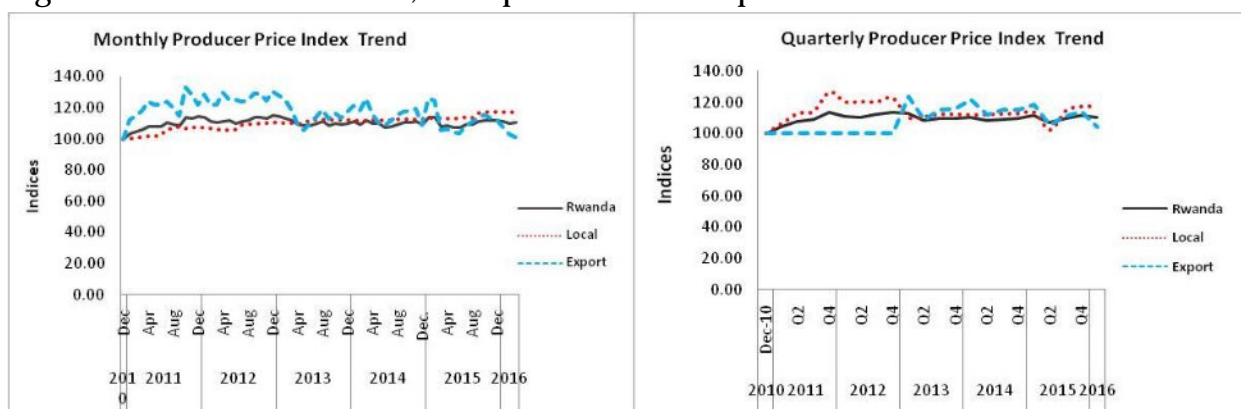 Monthly Producer Price Index Trend
140.00
120.00
100.00
80.00
60.00
40.00
20.00
0.00
Indices
Rwanda
Local
Export
Dec Apr Aug Dec Apr Aug Dec Apr Aug Dec Apr Aug Dec Apr Aug Dec
201 2011 2012 2013 2014 2015 2016
0
Quarterly Producer Price Index Trend
140.00
120.00
100.00
80.00
60.00
40.00
20.00
0.00
Indices
Rwanda
Local
Export
Dec-10 Q2 Q4 Q2 Q4 Q2 Q4 Q2 Q4 Q2 Q4
2010 2011 2012 2013 2014 2015 2016